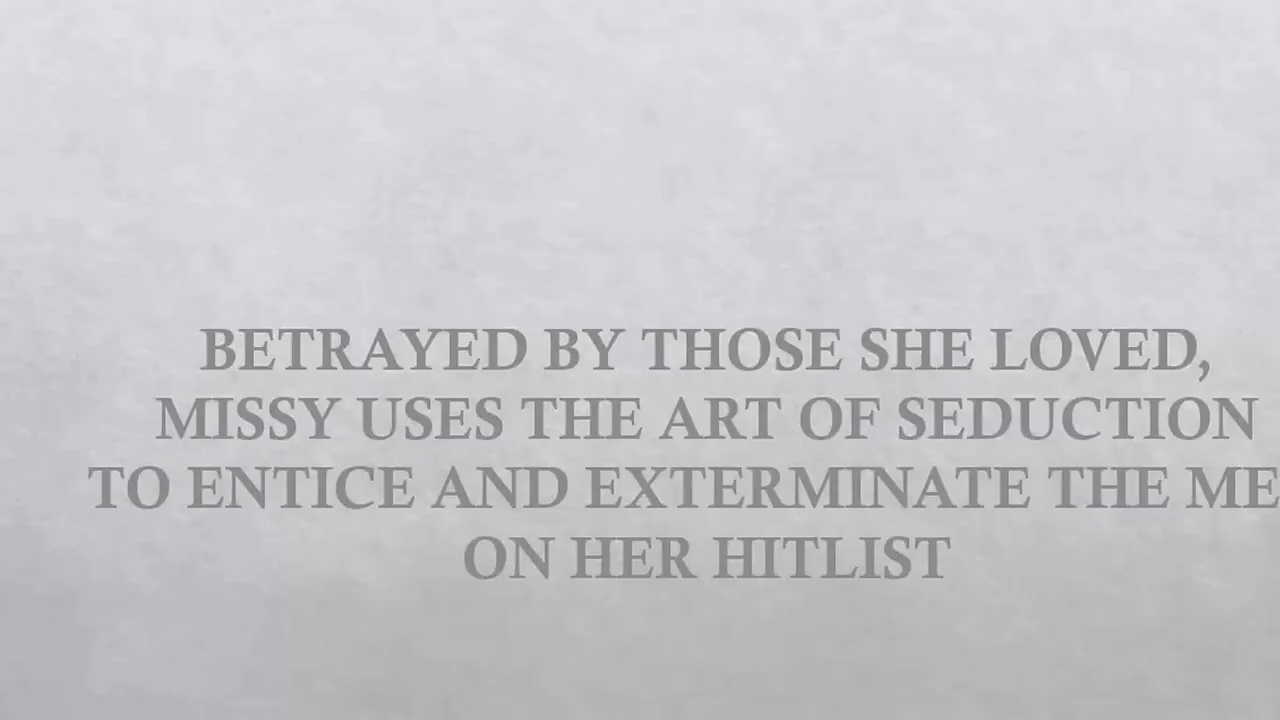 BETRAYED BY THOSE SHE LOVED,
MISSY USES THE ART OF SEDUCTION
TO ENTICE AND EXTERMINATE THE ME
ON HER HITLIST